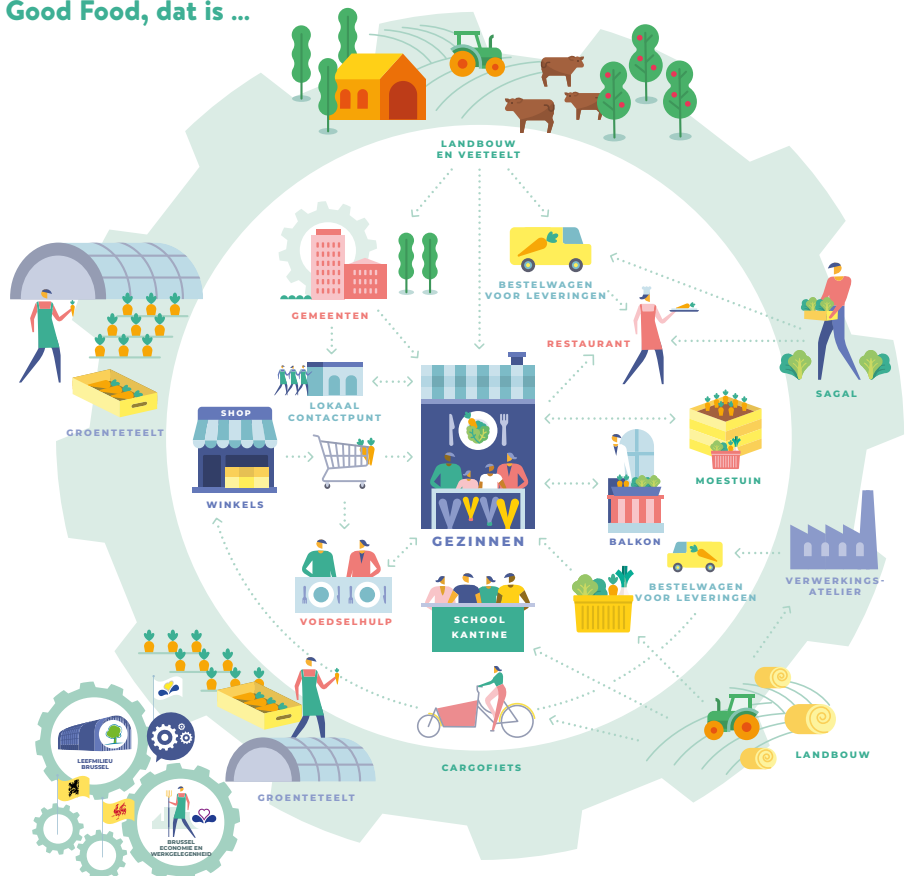 Good Food, dat is ...
LANDBOUW
EN VEETEELT
BESTELWAGEN
VOOR LEVERINGEN
GEMEENTEN
RESTAURANT
SAGAL
LOKAAL
CONTACTPUNT
SHOP
GROENTETEELT
WINKELS
MOESTUIN
GEZINNEN
BALKON
VERWERKINGS-
ATELIER
BESTELWAGEN
VOOR LEVERINGEN
VOEDSELHULP
SCHOOL
KANTINE
LANDBOUW
CARGOFIETS
GROENTETEELT
LEEFMILIEU
BRUSSEL
BRUSSEL
ECONOMIE EN
WERKGELEGENHEID